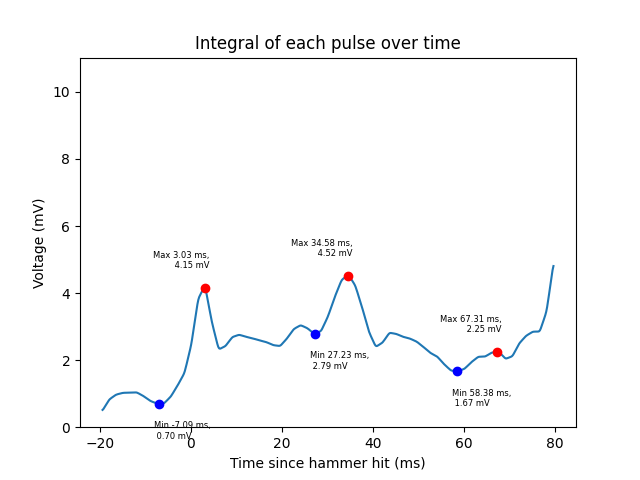 Integral of each pulse over time
10
8
6
4
2
0
Voltage (mV)
Max 3.03 ms,
4.15 mV
Max 34.58 ms,
4.52 mV
Max 67.31 ms,
2.25 mV
Min 27.23 ms,
2.79 mV
Min 58.38 ms,
1.67 mV
Min -7.09 ms,
0.70 mV
−20 0 20 40 60 80
Time since hammer hit (ms)